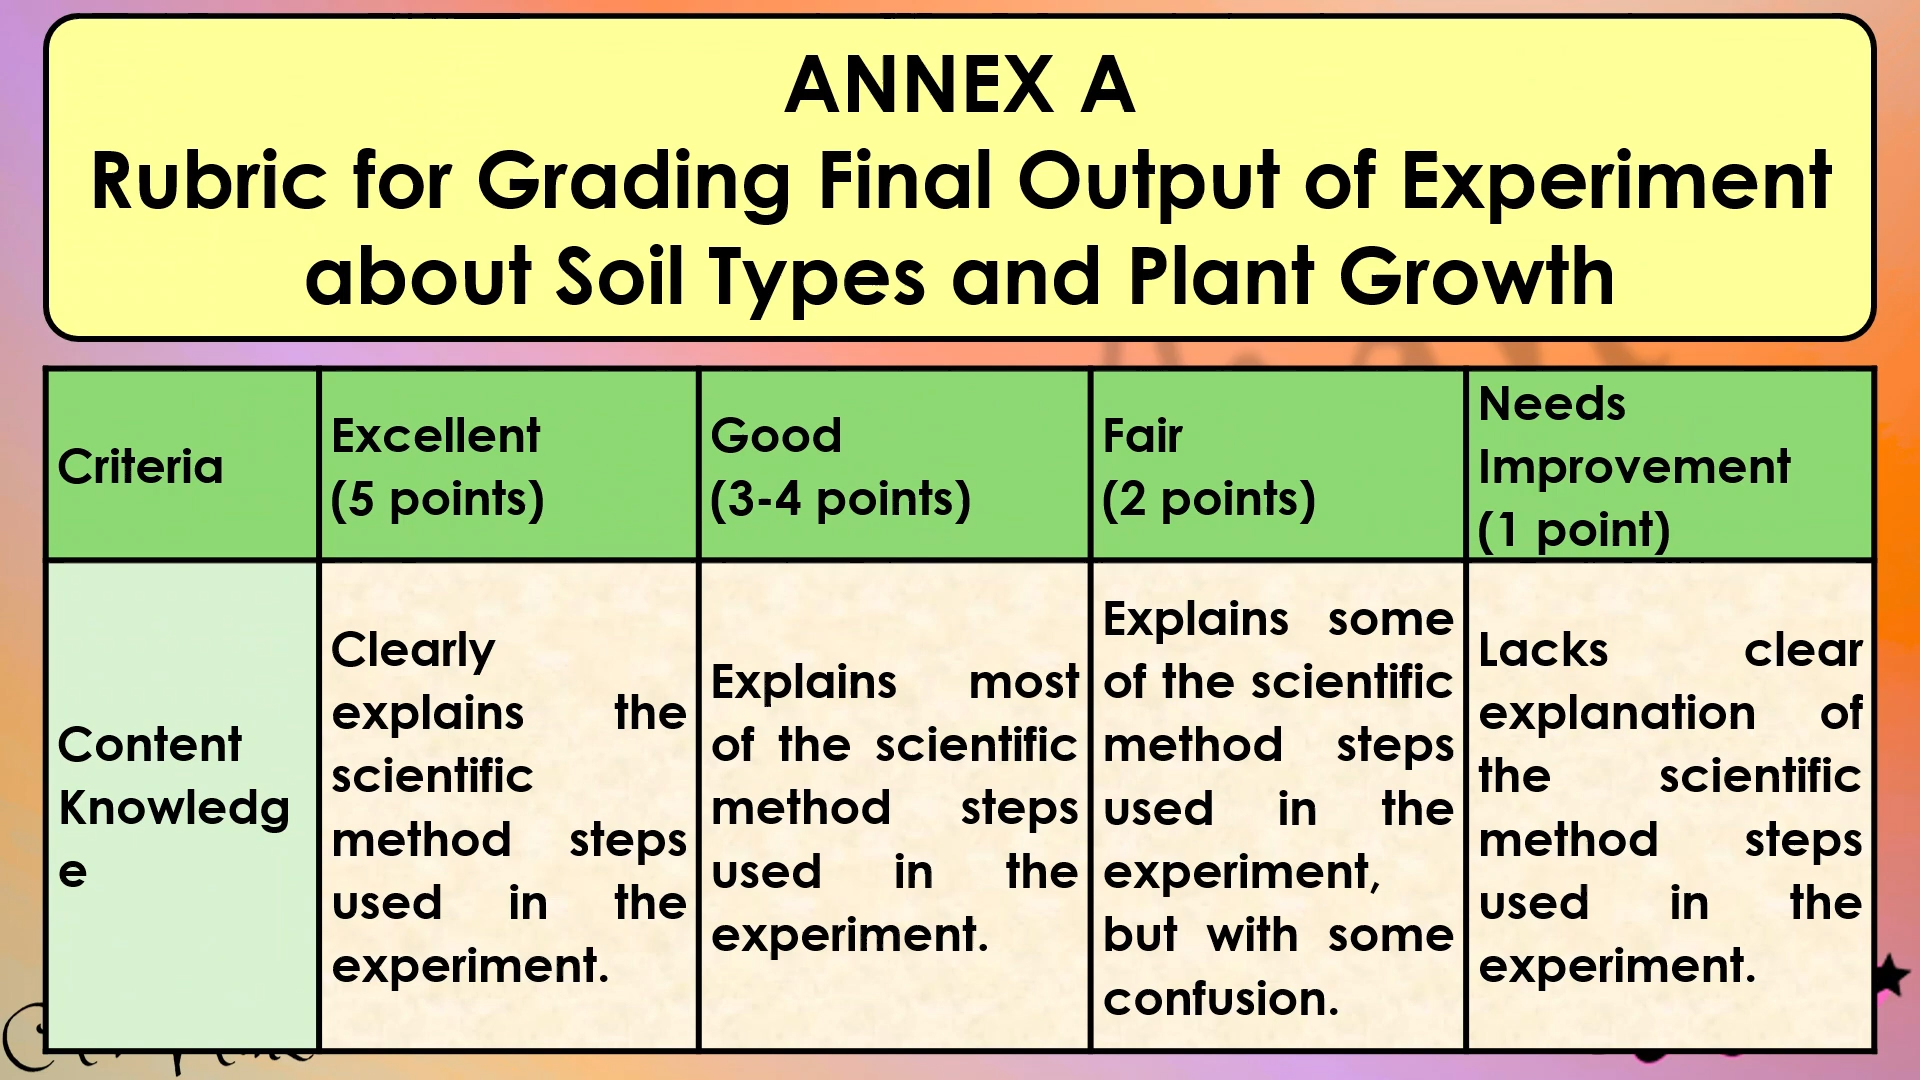 ANNEX A
Rubric for Grading Final Output of Experiment
about Soil Types and Plant Growth
Criteria
Excellent
(5 points)
Good
(3-4 points)
Fair
(2 points)
Needs
Improvement
(1 point)
Content
Knowledg
e
Clearly
explains the
scientific
method steps
used in the
experiment.
Explains most
of the scientific
method steps
used in the
experiment.
Explains some
of the scientific
method steps
used in the
experiment,
but with some
confusion.
Lacks clear
explanation of
the scientific
method steps
used in the
experiment.